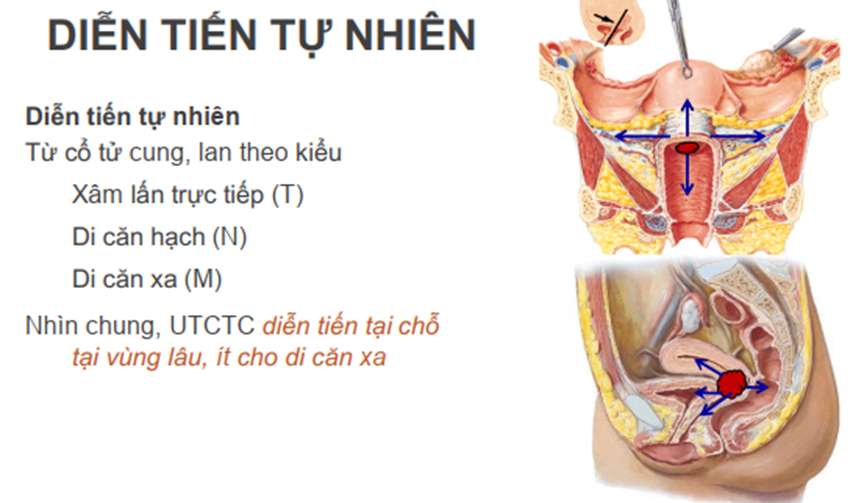 DIỄN TIẾN TỰ NHIÊN
Diễn tiến tự nhiên
Từ cổ tử cung, lan theo kiểu
Xâm lấn trực tiếp (T)
Di căn hạch (N)
Di căn xa (M)
Nhìn chung, UTCTC diễn tiến tại chỗ
tại vùng lâu, ít cho di căn xa